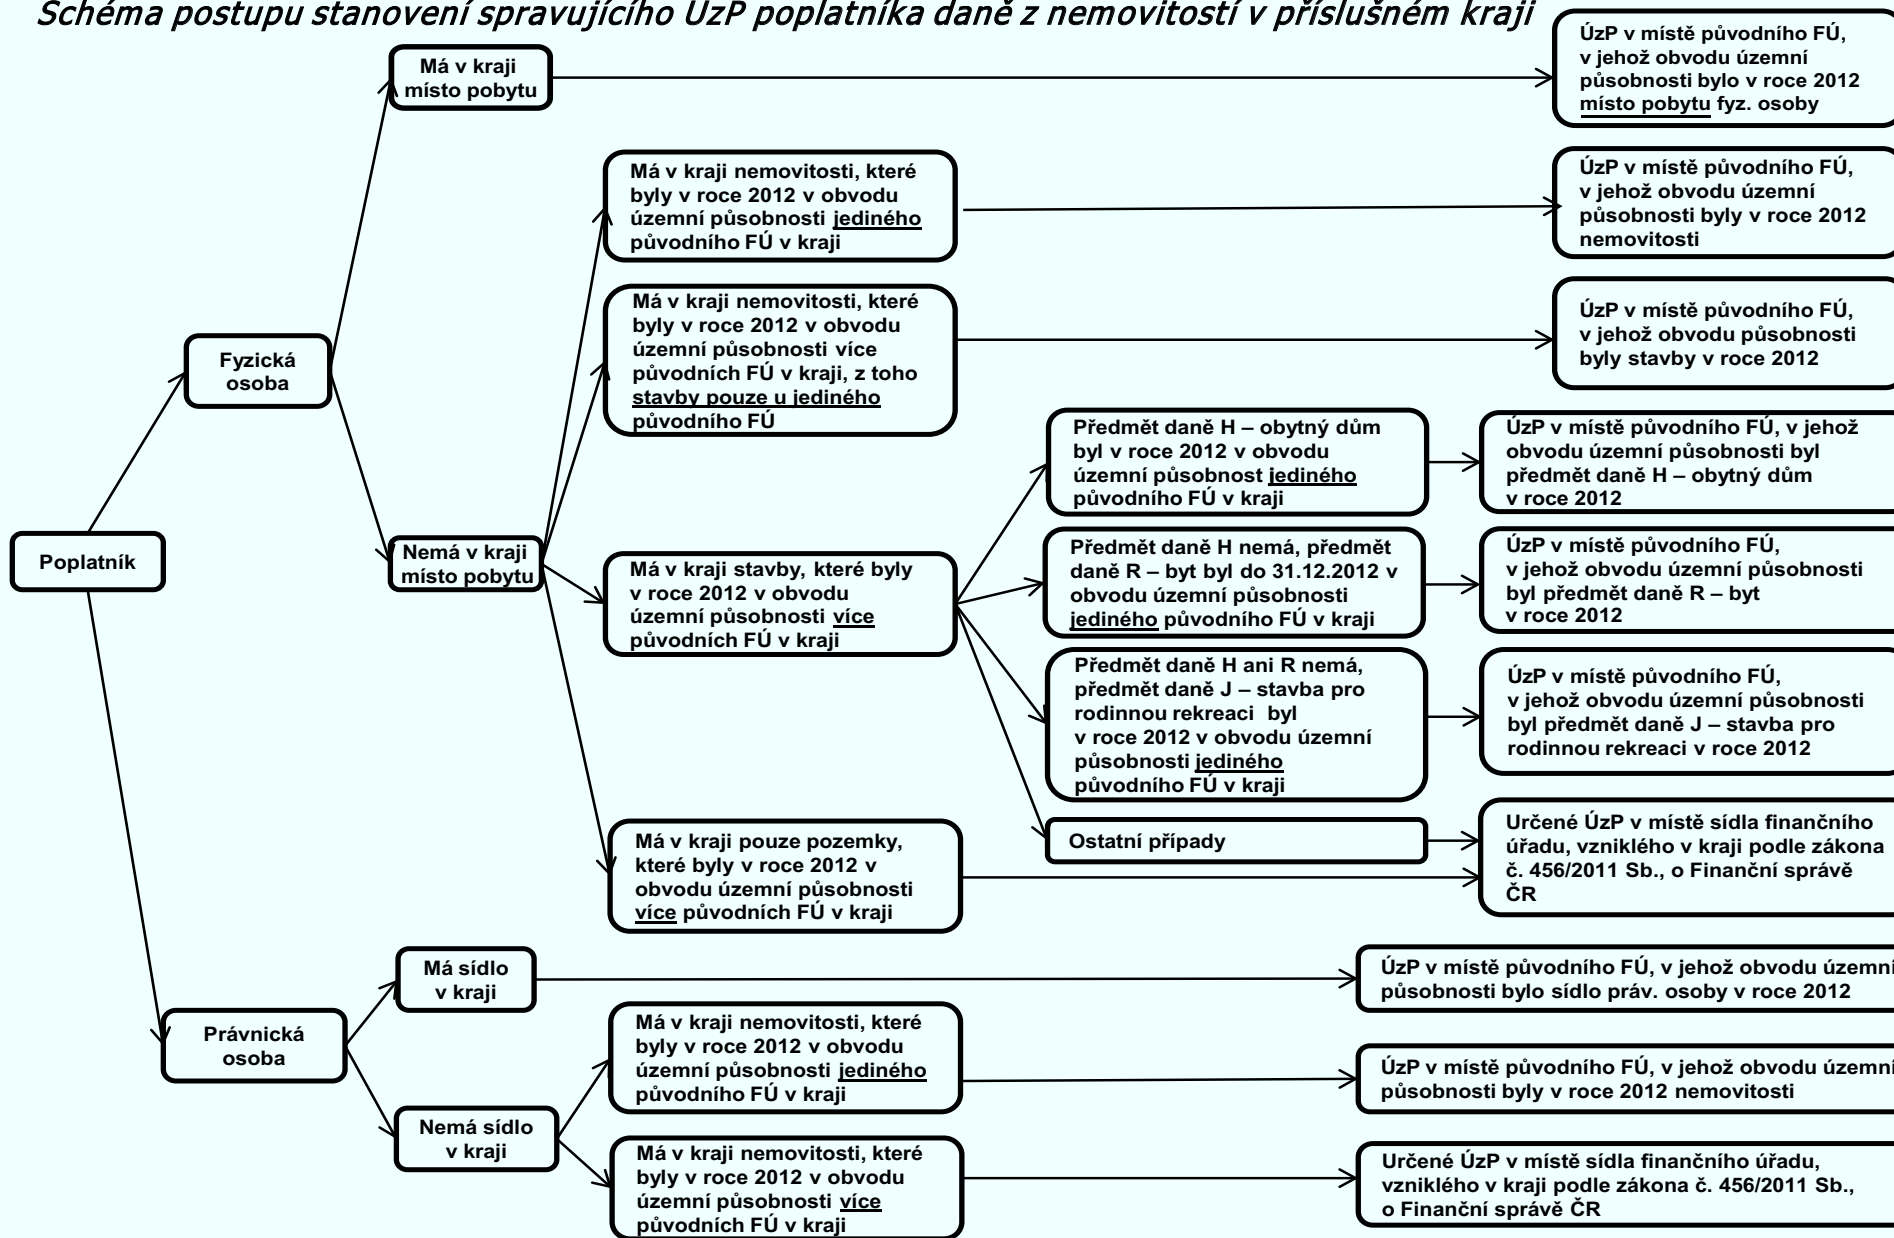 Schéma postupu stanovení spravujícího ÚzP poplatníka daně z nemovitostí v příslušném kraji
Má v kraji
místo pobytu
ÚzP v místě původního FÚ,
v jehož obvodu územní
působnosti bylo v roce 2012
místo pobytu fyz. osoby
Má v kraji nemovitosti, které
byly v roce 2012 v obvodu
územní působnosti jediného
původního FÚ v kraji
ÚzP v místě původního FÚ,
v jehož obvodu územní
působnosti byly v roce 2012
nemovitosti
Má v kraji nemovitosti, které
byly v roce 2012 v obvodu
územní působnosti více
původních FÚ v kraji, z toho
stavby pouze u jediného
původního FÚ
ÚzP v místě původního FÚ,
v jehož obvodu působnosti
byly stavby v roce 2012
Fyzická
osoba
Předmět daně H – obytný dům
byl v roce 2012 v obvodu
územní působnost jediného
původního FÚ v kraji
ÚzP v místě původního FÚ, v jehož
obvodu územní působnosti byl
předmět daně H – obytný dům
v roce 2012
Poplatník
Nemá v kraji
místo pobytu
Má v kraji stavby, které byly
v roce 2012 v obvodu
územní působnosti více
původních FÚ v kraji
Předmět daně H nemá, předmět
daně R – byt byl do 31.12.2012 v
obvodu územní působnosti
jediného původního FÚ v kraji
ÚzP v místě původního FÚ,
v jehož obvodu územní působnosti
byl předmět daně R – byt
v roce 2012
Předmět daně H ani R nemá,
předmět daně J – stavba pro
rodinnou rekreaci byl
v roce 2012 v obvodu územní
působnosti jediného
původního FÚ v kraji
ÚzP v místě původního FÚ,
v jehož obvodu územní působnosti
byl předmět daně J – stavba pro
rodinnou rekreaci v roce 2012
Ostatní případy
Určené ÚzP v místě sídla finančního
úřadu, vzniklého v kraji podle zákona
č. 456/2011 Sb., o Finanční správě
ČR
Má v kraji pouze pozemky,
které byly v roce 2012 v
obvodu územní působnosti
více původních FÚ v kraji
Má sídlo
v kraji
ÚzP v místě původního FÚ, v jehož obvodu územní
působnosti bylo sídlo práv. osoby v roce 2012
Právnická
osoba
Má v kraji nemovitosti, které
byly v roce 2012 v obvodu
územní působnosti jediného
původního FÚ v kraji
ÚzP v místě původního FÚ, v jehož obvodu územní
působnosti byly v roce 2012 nemovitosti
Nemá sídlo
v kraji
Má v kraji nemovitosti, které
byly v roce 2012 v obvodu
územní působnosti více
původních FÚ v kraji
Určené ÚzP v místě sídla finančního úřadu,
vzniklého v kraji podle zákona č. 456/2011 Sb.,
o Finanční správě ČR